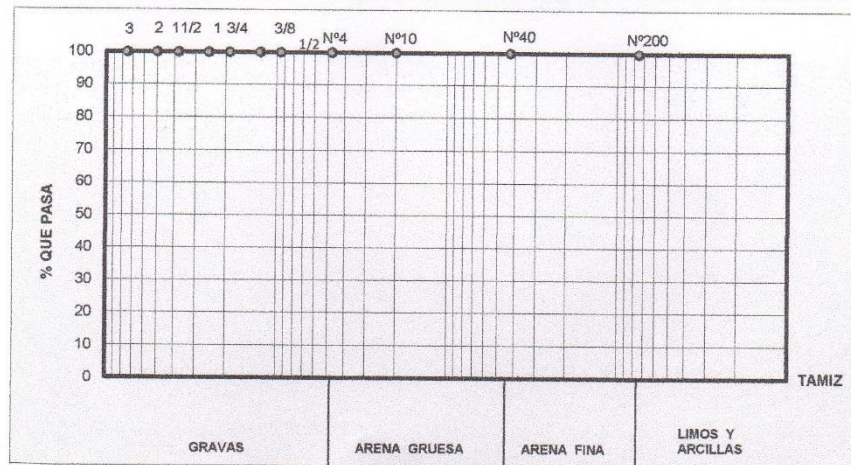 3 2 11/2 1 3/4 3/8
1/2 Nº4 Nº10 Nº40 Nº200
100
90
80
70
60
50
40
30
20
10
0
% QUE PASA
TAMIZ
GRAVAS ARENA GRUESA ARENA FINA LIMOS Y
ARCILLAS